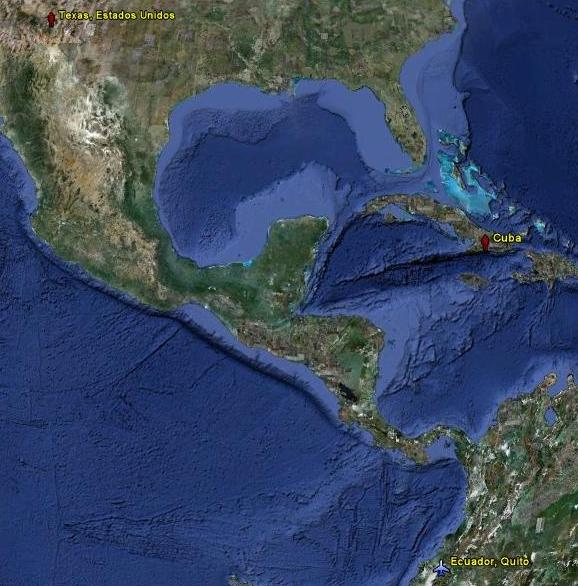 Texas, Estados Unidos
Cuba
Ecuador, Quito